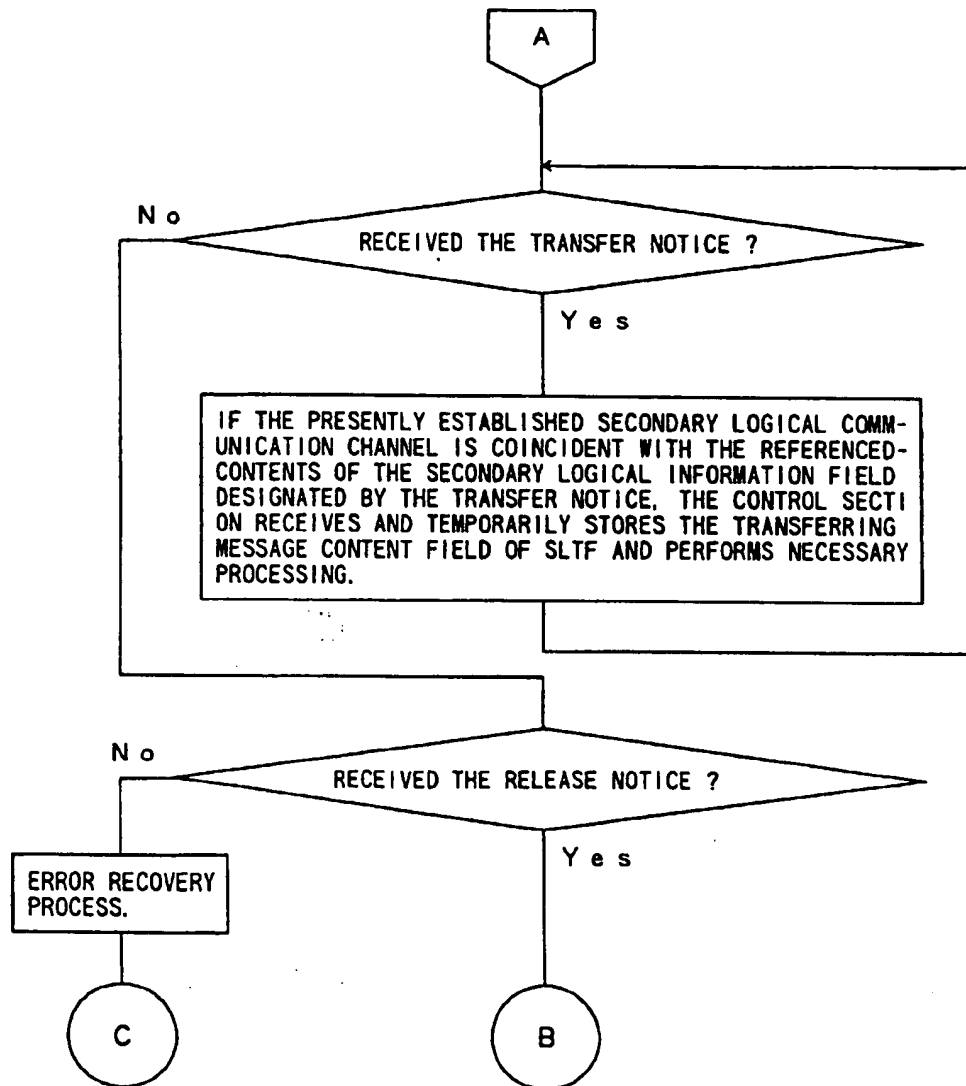 A
No
RECEIVED THE TRANSFER NOTICE ?
Yes
IF THE PRESENTLY ESTABLISHED SECONDARY LOGICAL COMM-
UNICATION CHANNEL IS COINCIDENT WITH THE REFERENCED-
CONTENTS OF THE SECONDARY LOGICAL INFORMATION FIELD
DESIGNATED BY THE TRANSFER NOTICE, THE CONTROL SECTI
ON RECEIVES AND TEMPORARILY STORES THE TRANSFERRING
MESSAGE CONTENT FIELD OF SLTF AND PERFORMS NECESSARY
PROCESSING.
No
RECEIVED THE RELEASE NOTICE ?
Yes
ERROR RECOVERY
PROCESS.
C
B